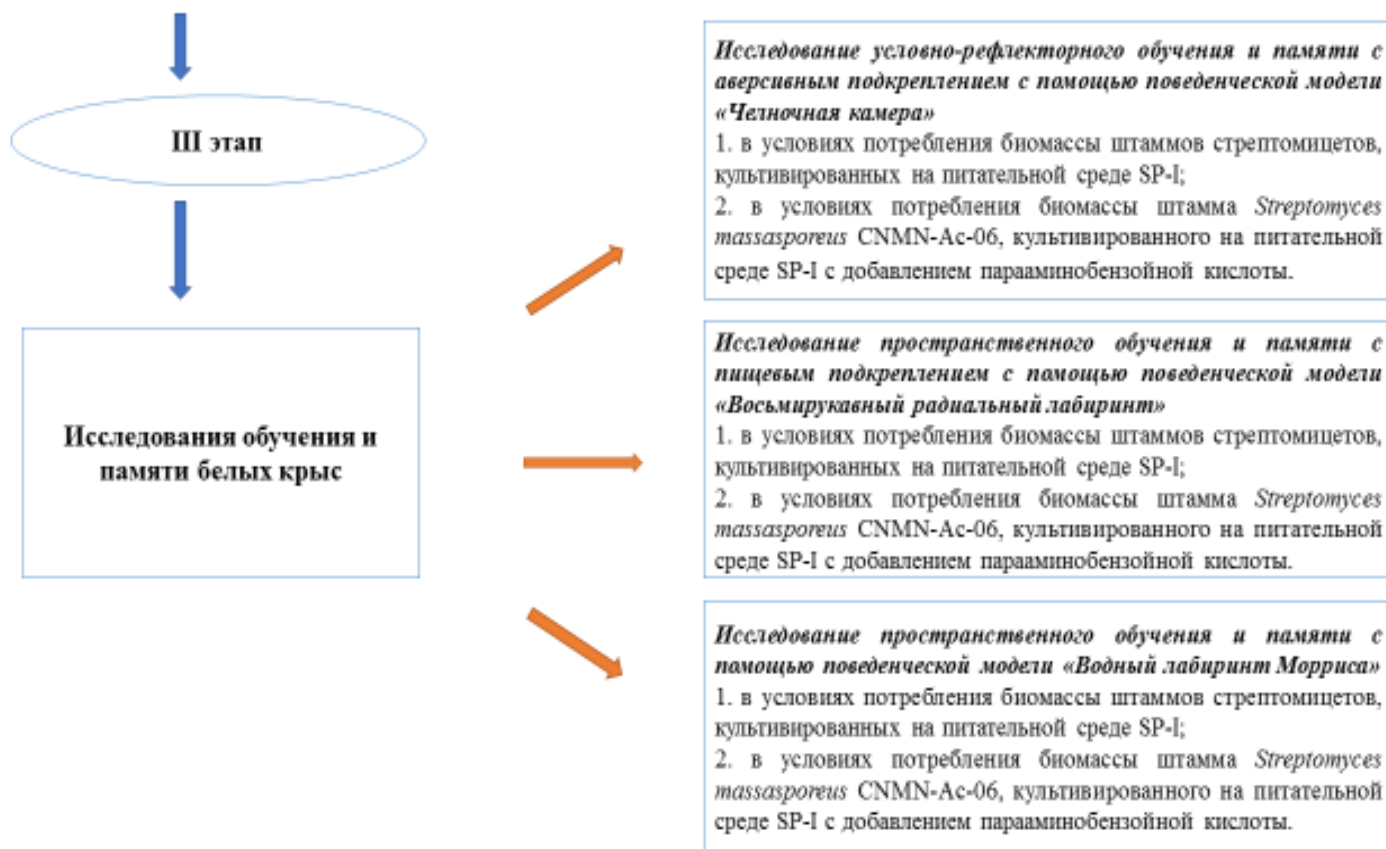 III этап
Исследования обучения и
памяти белых крыс
Исследование условно-рефлекторного обучения и памяти с
аверсивным подкреплением с помощью поведенческой модели
«Челночная камера»
1. в условиях потребления биомассы штаммов стрептомицетов,
культивированных на питательной среде SP-I;
2. в условиях потребления биомассы штамма Streptomyces
massasporeus CNMN-Ac-06, культивированного на питательной
среде SP-I с добавлением парааминобензойной кислоты.
Исследование пространственного обучения и памяти с
пищевым подкреплением с помощью поведенческой модели
«Восьмирукавный радиальный лабиринт»
1. в условиях потребления биомассы штаммов стрептомицетов,
культивированных на питательной среде SP-I;
2. в условиях потребления биомассы штамма Streptomyces
massasporeus CNMN-Ac-06, культивированного на питательной
среде SP-I с добавлением парааминобензойной кислоты.
Исследование пространственного обучения и памяти с
помощью поведенческой модели «Водный лабиринт Морриса»
1. в условиях потребления биомассы штаммов стрептомицетов,
культивированных на питательной среде SP-I;
2. в условиях потребления биомассы штамма Streptomyces
massasporeus CNMN-Ac-06, культивированного на питательной
среде SP-I с добавлением парааминобензойной кислоты.